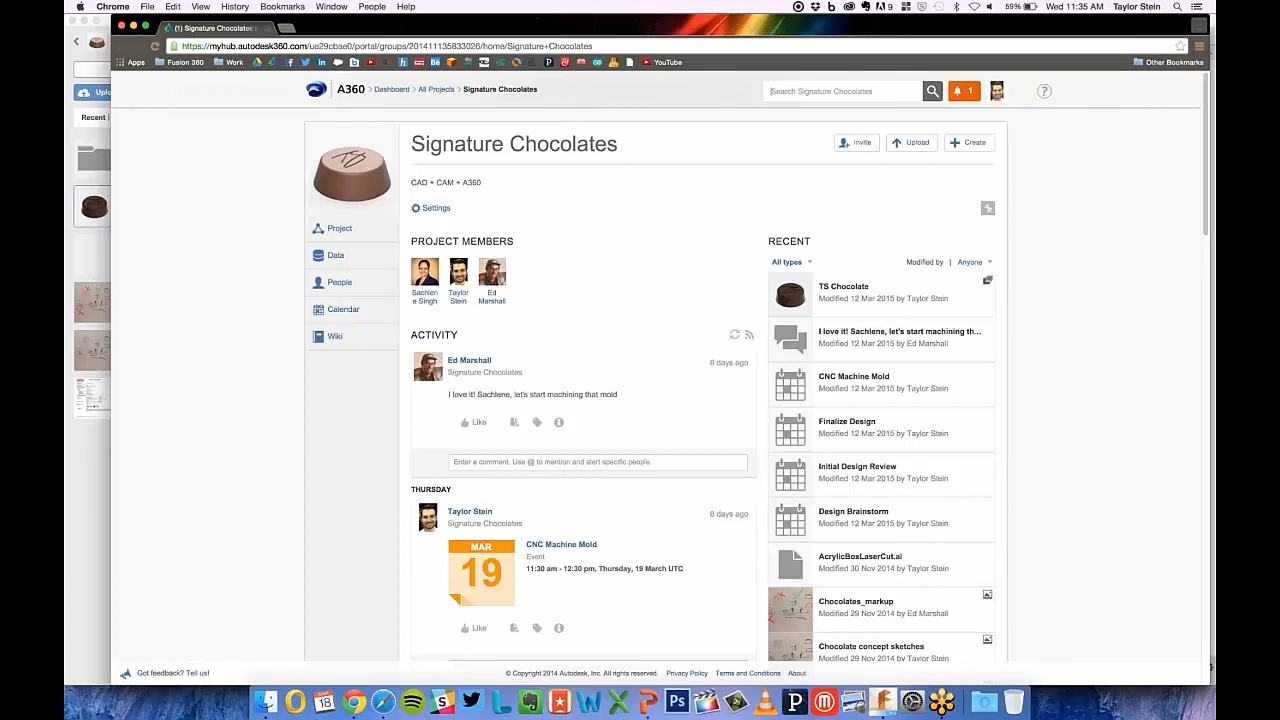 Chrome File Edit View History Bookmarks Window People Help
9 59% Wed 11:35 AM Taylor Stein
(1) Signature Chocolates'
https://myhub.autodesk360.com/ue29cbae0/portal/groups/201411135833026/home/Signature+Chocolates
Apps Fusion 360 Work YouTube Other Bookmarks
A360 Dashboard All Projects Signature Chocolates
Search Signature Chocolates
1
?
Uplo
Recent
Signature Chocolates
Invite Upload Create
TS
CAD + CAM + A360
Settings
Project
Data
People
Calendar
Wiki
PROJECT MEMBERS
Sachlen
e Singh
Taylor
Stein
Ed
Marshall
ACTIVITY
Ed Marshall 6 days ago
Signature Chocolates
I love it! Sachlene, let's start machining that mold
Like
Enter a comment. Use @ to mention and alert specific people.
THURSDAY
Taylor Stein 6 days ago
Signature Chocolates
MAR
19
CNC Machine Mold
Event
11:30 am - 12:30 pm, Thursday, 19 March UTC
Like
RECENT
All types Modified by | Anyone
TS Chocolate
Modified 12 Mar 2015 by Taylor Stein
I love it! Sachlene, let's start machining th...
Modified 12 Mar 2015 by Ed Marshall
CNC Machine Mold
Modified 12 Mar 2015 by Taylor Stein
Finalize Design
Modified 12 Mar 2015 by Taylor Stein
Initial Design Review
Modified 12 Mar 2015 by Taylor Stein
Design Brainstorm
Modified 12 Mar 2015 by Taylor Stein
AcrylicBoxLaserCut.ai
Modified 30 Nov 2014 by Taylor Stein
Chocolates_markup
Modified 29 Nov 2014 by Ed Marshall
Chocolate concept sketches
Modified 29 Nov 2014 by Taylor Stein
Got feedback? Tell us!
© Copyright 2014 Autodesk, Inc. All rights reserved. Privacy Policy Terms and Conditions About
MAR
18
Ps